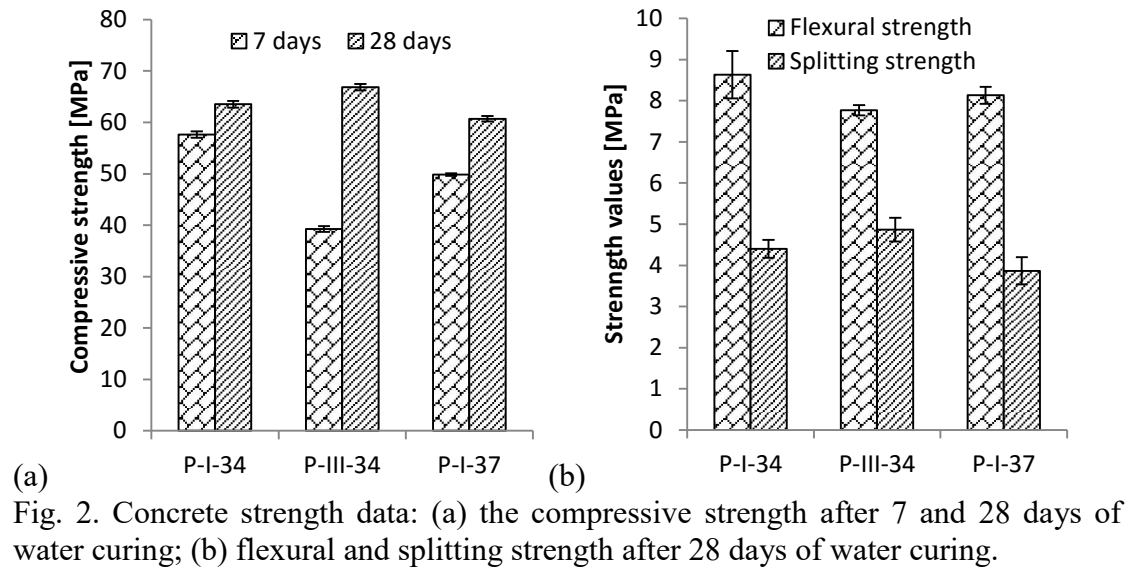 80
70
60
50
40
30
20
10
0
Compressive strength [MPa]
7 days 28 days
P-I-34 P-III-34 P-I-37
(a)
10
9
8
7
6
5
4
3
2
1
0
Strenngth values [MPa]
Flexural strength
Splitting strength
P-I-34 P-III-34 P-I-37
(b)
Fig. 2. Concrete strength data: (a) the compressive strength after 7 and 28 days of
water curing; (b) flexural and splitting strength after 28 days of water curing.